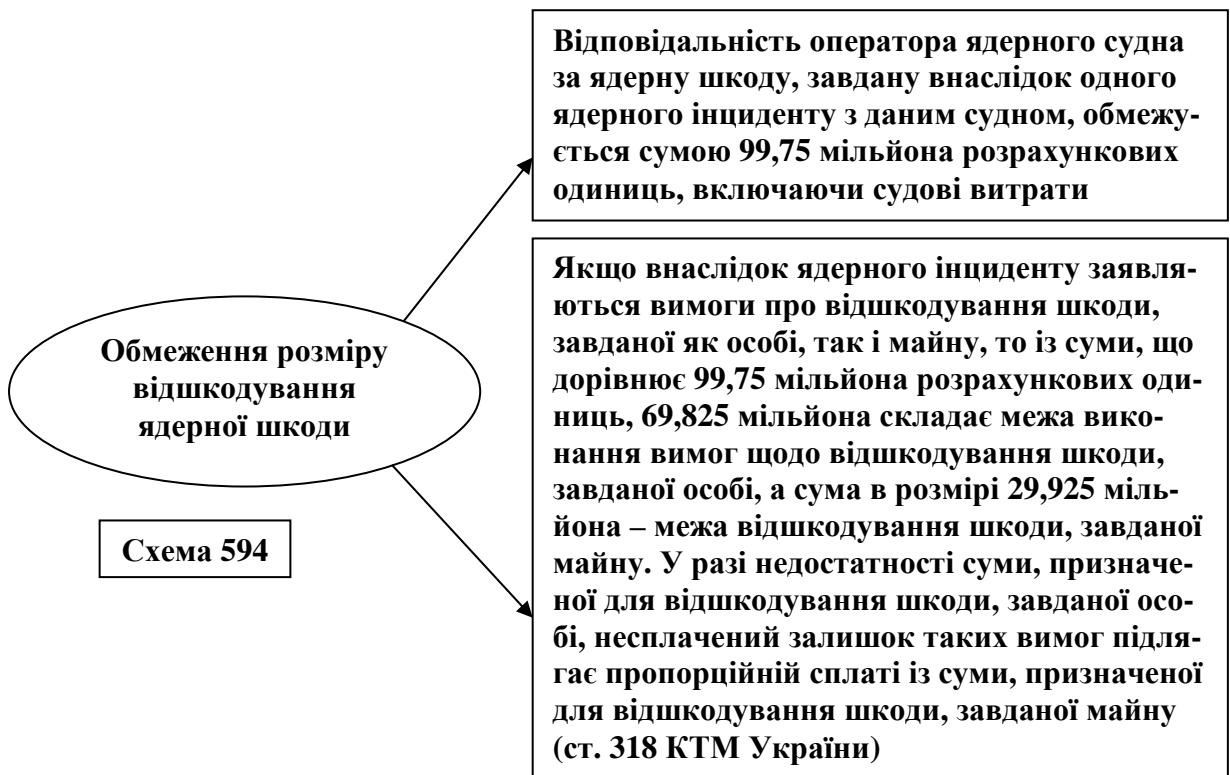 Відповідальність оператора ядерного судна
за ядерну шкоду, завдану внаслідок одного
ядерного інциденту з даним судном, обмежу-
ється сумою 99,75 мільйона розрахункових
одиниць, включаючи судові витрати
Якщо внаслідок ядерного інциденту заявля-
ються вимоги про відшкодування шкоди,
завданої як особі, так і майну, то із суми, що
дорівнює 99,75 мільйона розрахункових оди-
ниць, 69,825 мільйона складає межа вико-
нання вимог щодо відшкодування шкоди,
завданої особі, а сума в розмірі 29,925 міль-
йона – межа відшкодування шкоди, завданої
майну. У разі недостатності суми, призначе-
ної для відшкодування шкоди, завданої осо-
бі, несплачений залишок таких вимог підля-
гає пропорційній сплаті із суми, призначеної
для відшкодування шкоди, завданої майну
(ст. 318 КТМ України)
Обмеження розміру
відшкодування
ядерної шкоди
Схема 594